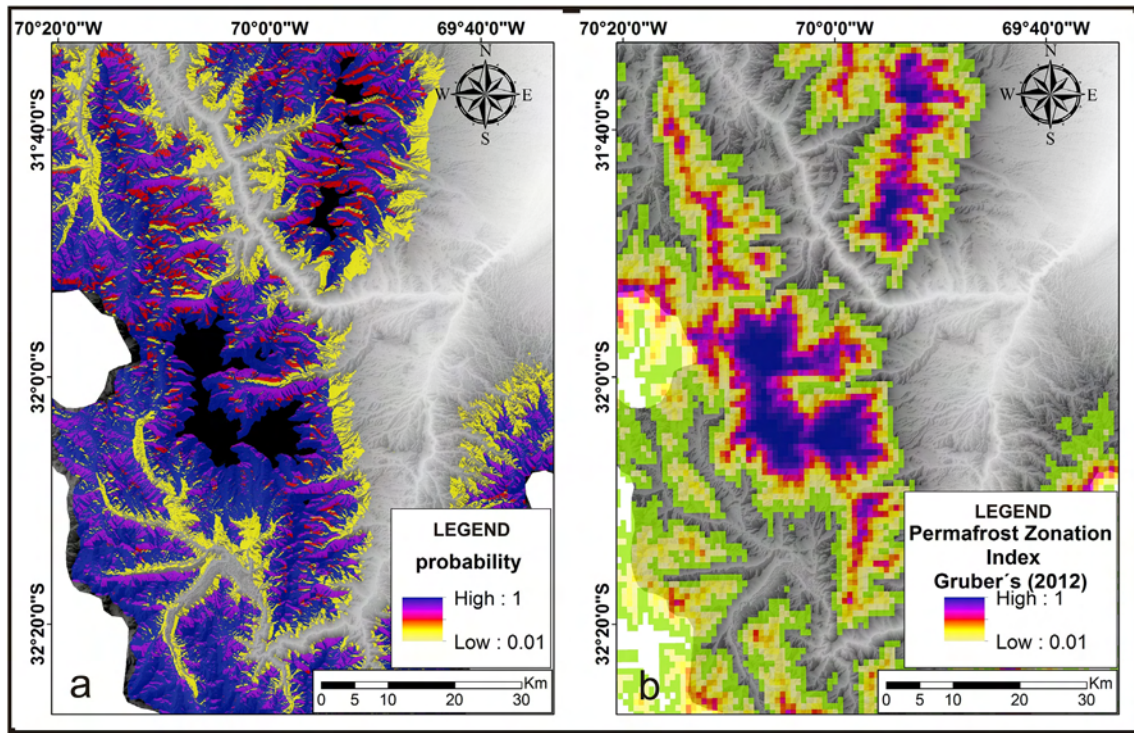 70°20'0"W 70°0'0"W 69°40'0"W
70°20'0"W 70°0'0"W 69°40'0"W
N
W E
S
31°40'0"S
32°0'0"S
32°20'0"S
LEGEND
probability
High : 1
Low : 0.01
a
Km
0 5 10 20 30
N
W E
S
31°40'0"S
32°0'0"S
32°20'0"S
LEGEND
Permafrost Zonation
Index
Gruber´s (2012)
High : 1
Low : 0.01
b
Km
0 5 10 20 30